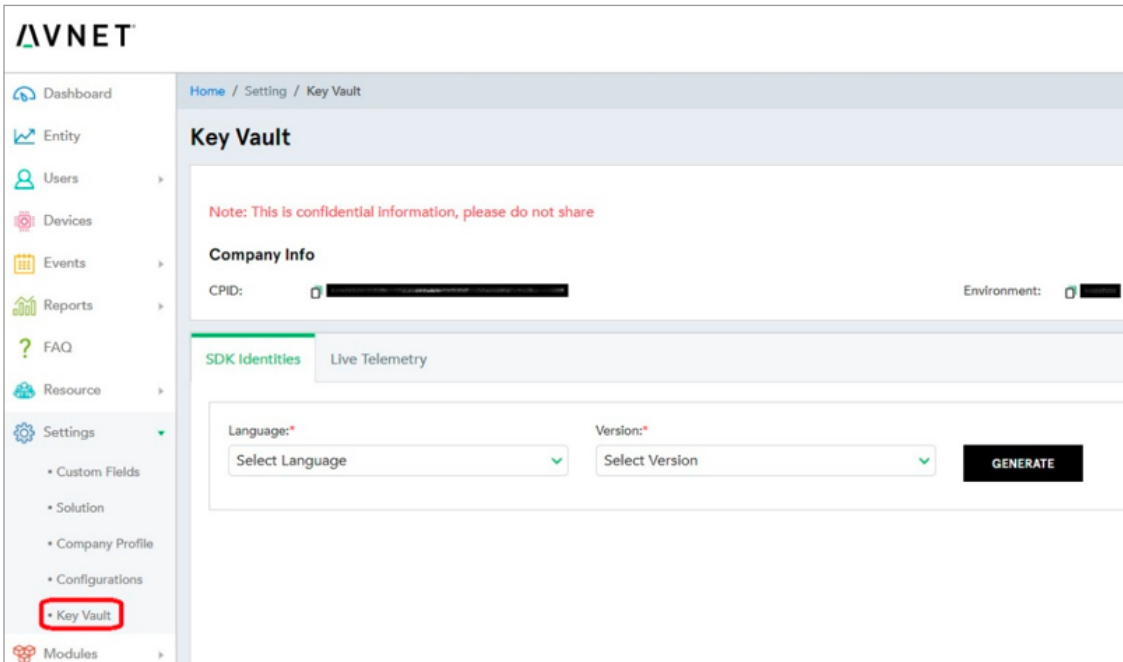 AVNET
Dashboard
Entity
Users
Devices
Events
Reports
FAQ
Resource
Settings
• Custom Fields
• Solution
• Company Profile
• Configurations
• Key Vault
Modules
Home / Setting / Key Vault
Key Vault
Note: This is confidential information, please do not share
Company Info
CPID:
Environment:
SDK Identities
Live Telemetry
Language:*
Version:*
Select Language
Select Version
GENERATE